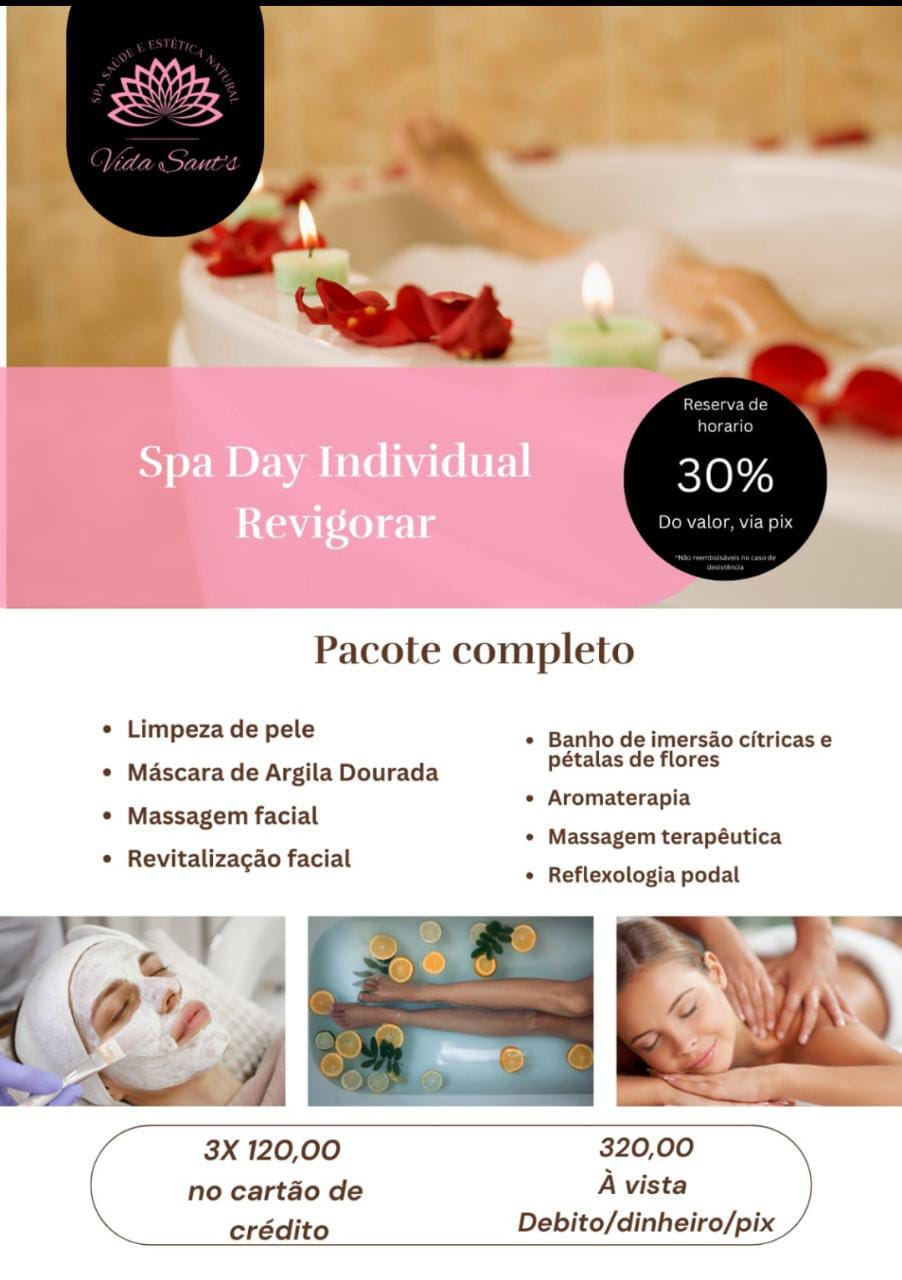 SPA SAÚDE E ESTÉTICA NATURAL
Vida Sant's
Spa Day Individual
Revigorar
Reserva de
horario
30%
Do valor, via pix
*Não reembolsáveis no caso de
desistência
Pacote completo
Limpeza de pele
Máscara de Argila Dourada
Massagem facial
Revitalização facial
Banho de imersão cítricas e
pétalas de flores
Aromaterapia
Massagem terapêutica
Reflexologia podal
3X 120,00
no cartão de
crédito
320,00
À vista
Debito/dinheiro/pix